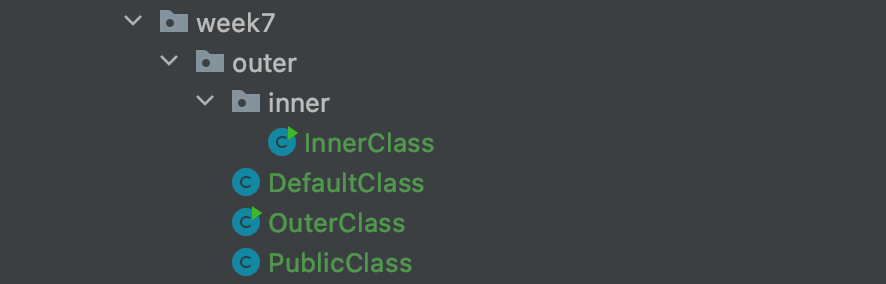 week7
outer
inner
InnerClass
DefaultClass
OuterClass
PublicClass